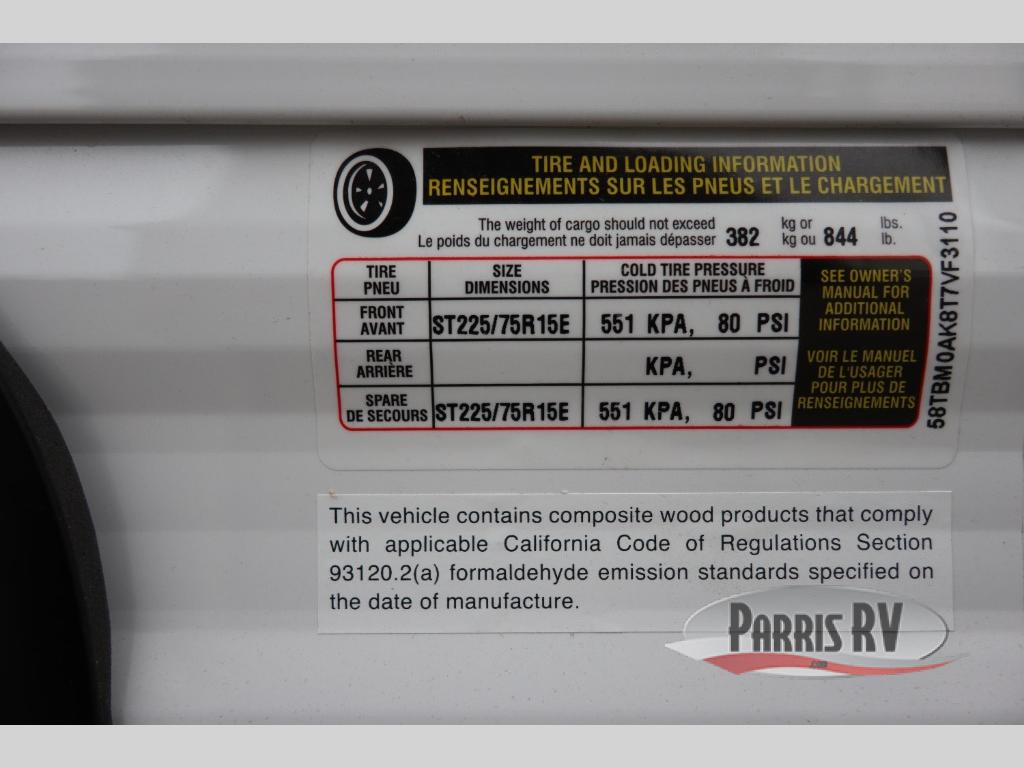 TIRE AND LOADING INFORMATION
RENSEIGNEMENTS SUR LES PNEUS ET LE CHARGEMENT
The weight of cargo should not exceed kg or lbs.
Le poids du chargement ne doit jamais dépasser 382 kg ou 844 lb.
TIRE PNEU SIZE DIMENSIONS COLD TIRE PRESSURE PRESSION DES PNEUS À FROID
FRONT AVANT ST225/75R15E 551 KPA, 80 PSI
REAR ARRIÈRE KPA, PSI
SPARE DE SECOURS ST225/75R15E 551 KPA, 80 PSI
SEE OWNER'S
MANUAL FOR
ADDITIONAL
INFORMATION
VOIR LE MANUEL
DE L'USAGER
POUR PLUS DE
RENSEIGNEMENTS
58TBM0AK8T7VF3110
This vehicle contains composite wood products that comply
with applicable California Code of Regulations Section
93120.2(a) formaldehyde emission standards specified on
the date of manufacture.
PARRIS RV
.com